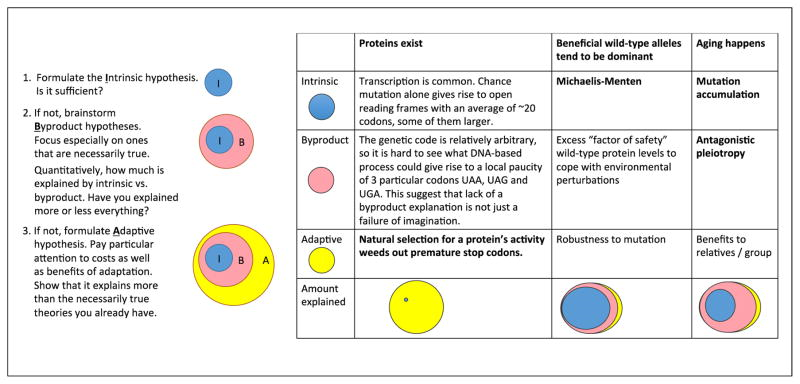 1. Formulate the Intrinsic hypothesis.
Is it sufficient?
I
2. If not, brainstorm
Byproduct hypotheses.
Focus especially on ones
that are necessarily true.
I B
Quantitatively, how much is
explained by intrinsic vs.
byproduct. Have you explained
more or less everything?
3. If not, formulate Adaptive
hypothesis. Pay particular
attention to costs as well
as benefits of adaptation.
Show that it explains more
than the necessarily true
theories you already have.
I B A
Proteins exist
Beneficial wild-type alleles
tend to be dominant
Aging happens
Intrinsic
Transcription is common. Chance
mutation alone gives rise to open
reading frames with an average of ~20
codons, some of them larger.
Michaelis-Menten
Mutation
accumulation
Byproduct
The genetic code is relatively arbitrary,
so it is hard to see what DNA-based
process could give rise to a local paucity
of 3 particular codons UAA, UAG and
UGA. This suggest that lack of a
byproduct explanation is not just a
failure of imagination.
Excess “factor of safety”
wild-type protein levels to
cope with environmental
perturbations
Antagonistic
pleiotropy
Adaptive
Natural selection for a protein’s activity
weeds out premature stop codons.
Robustness to mutation
Benefits to
relatives / group
Amount
explained